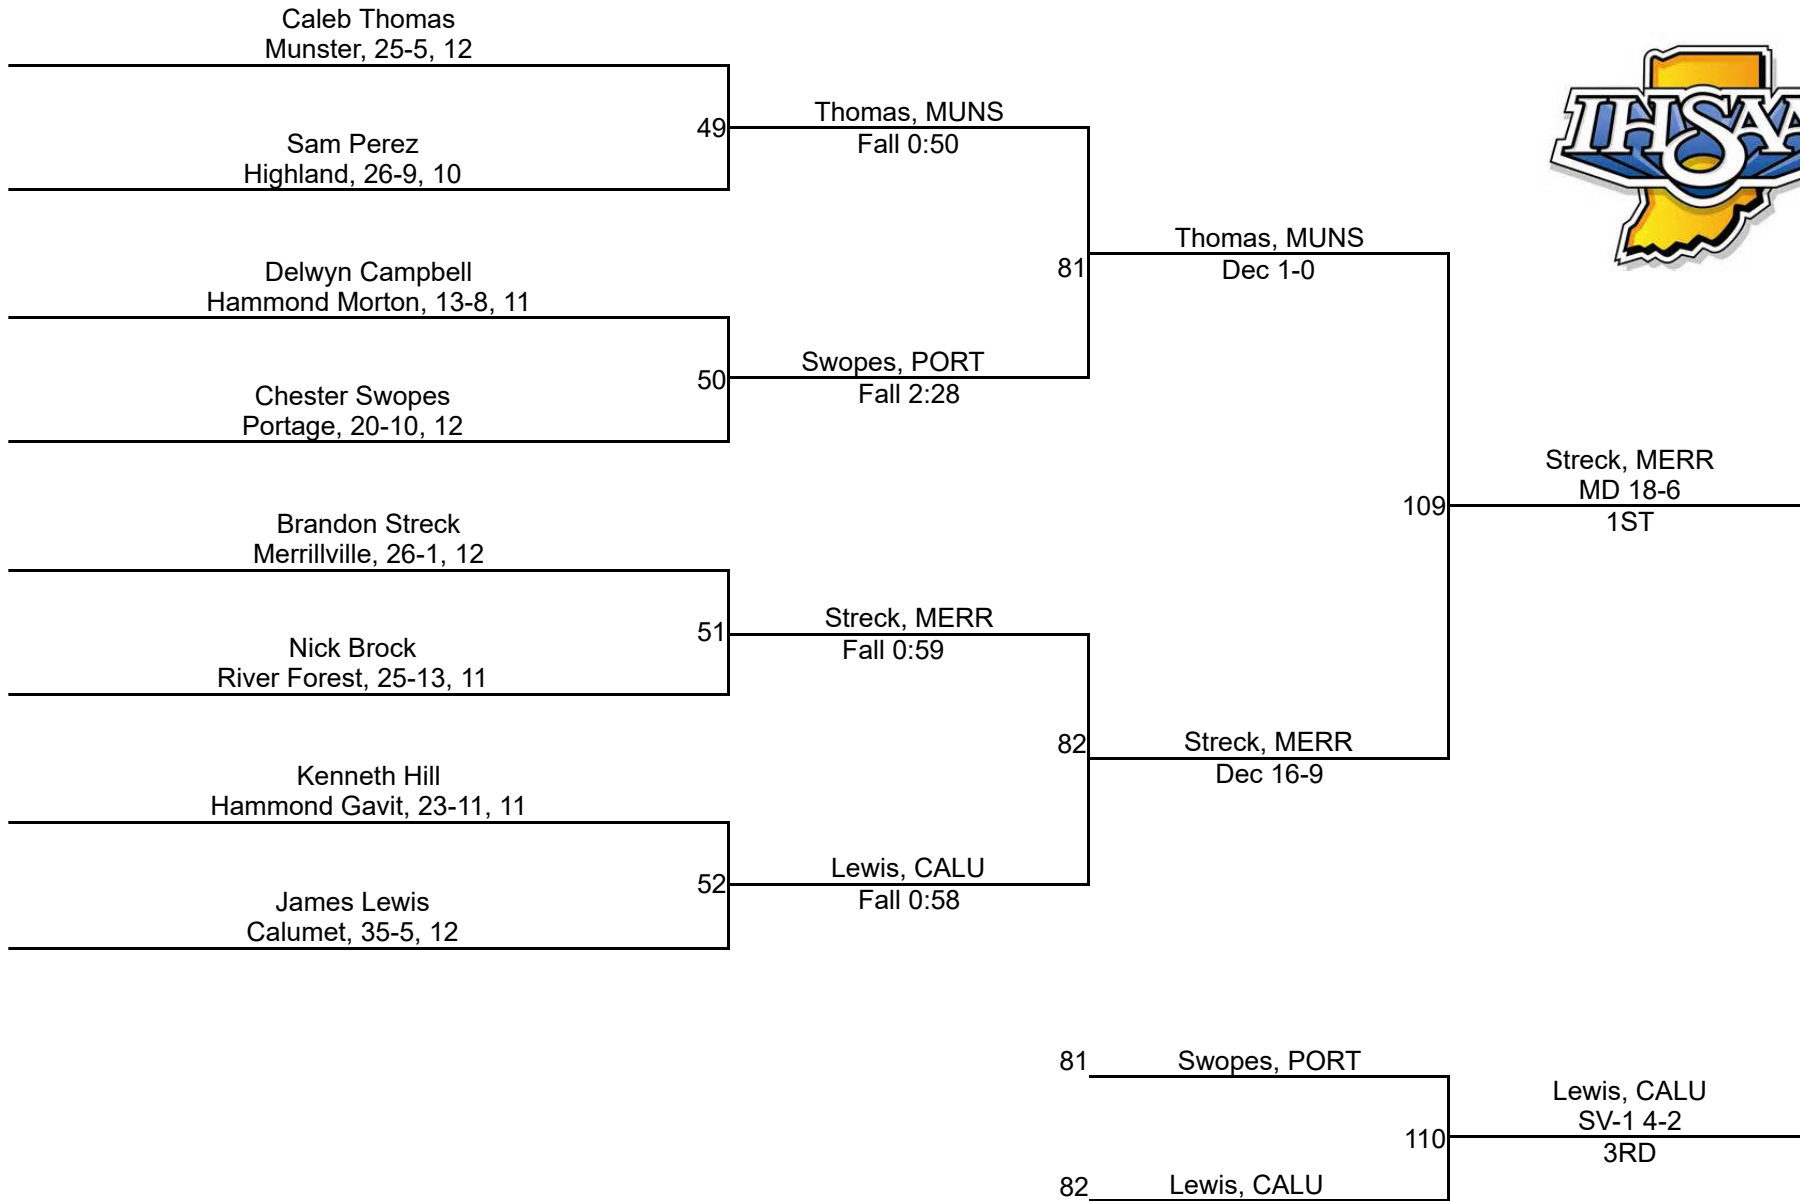 Caleb Thomas
Munster, 25-5, 12
49
Thomas, MUNS
Fall 0:50
Sam Perez
Highland, 26-9, 10
81
Thomas, MUNS
Dec 1-0
Delwyn Campbell
Hammond Morton, 13-8, 11
50
Swopes, PORT
Fall 2:28
Chester Swopes
Portage, 20-10, 12
109
Streck, MERR
MD 18-6
1ST
Brandon Streck
Merrillville, 26-1, 12
51
Streck, MERR
Fall 0:59
Nick Brock
River Forest, 25-13, 11
82
Streck, MERR
Dec 16-9
Kenneth Hill
Hammond Gavit, 23-11, 11
52
Lewis, CALU
Fall 0:58
James Lewis
Calumet, 35-5, 12
81
Swopes, PORT
110
Lewis, CALU
SV-1 4-2
3RD
82
Lewis, CALU
IHSAA